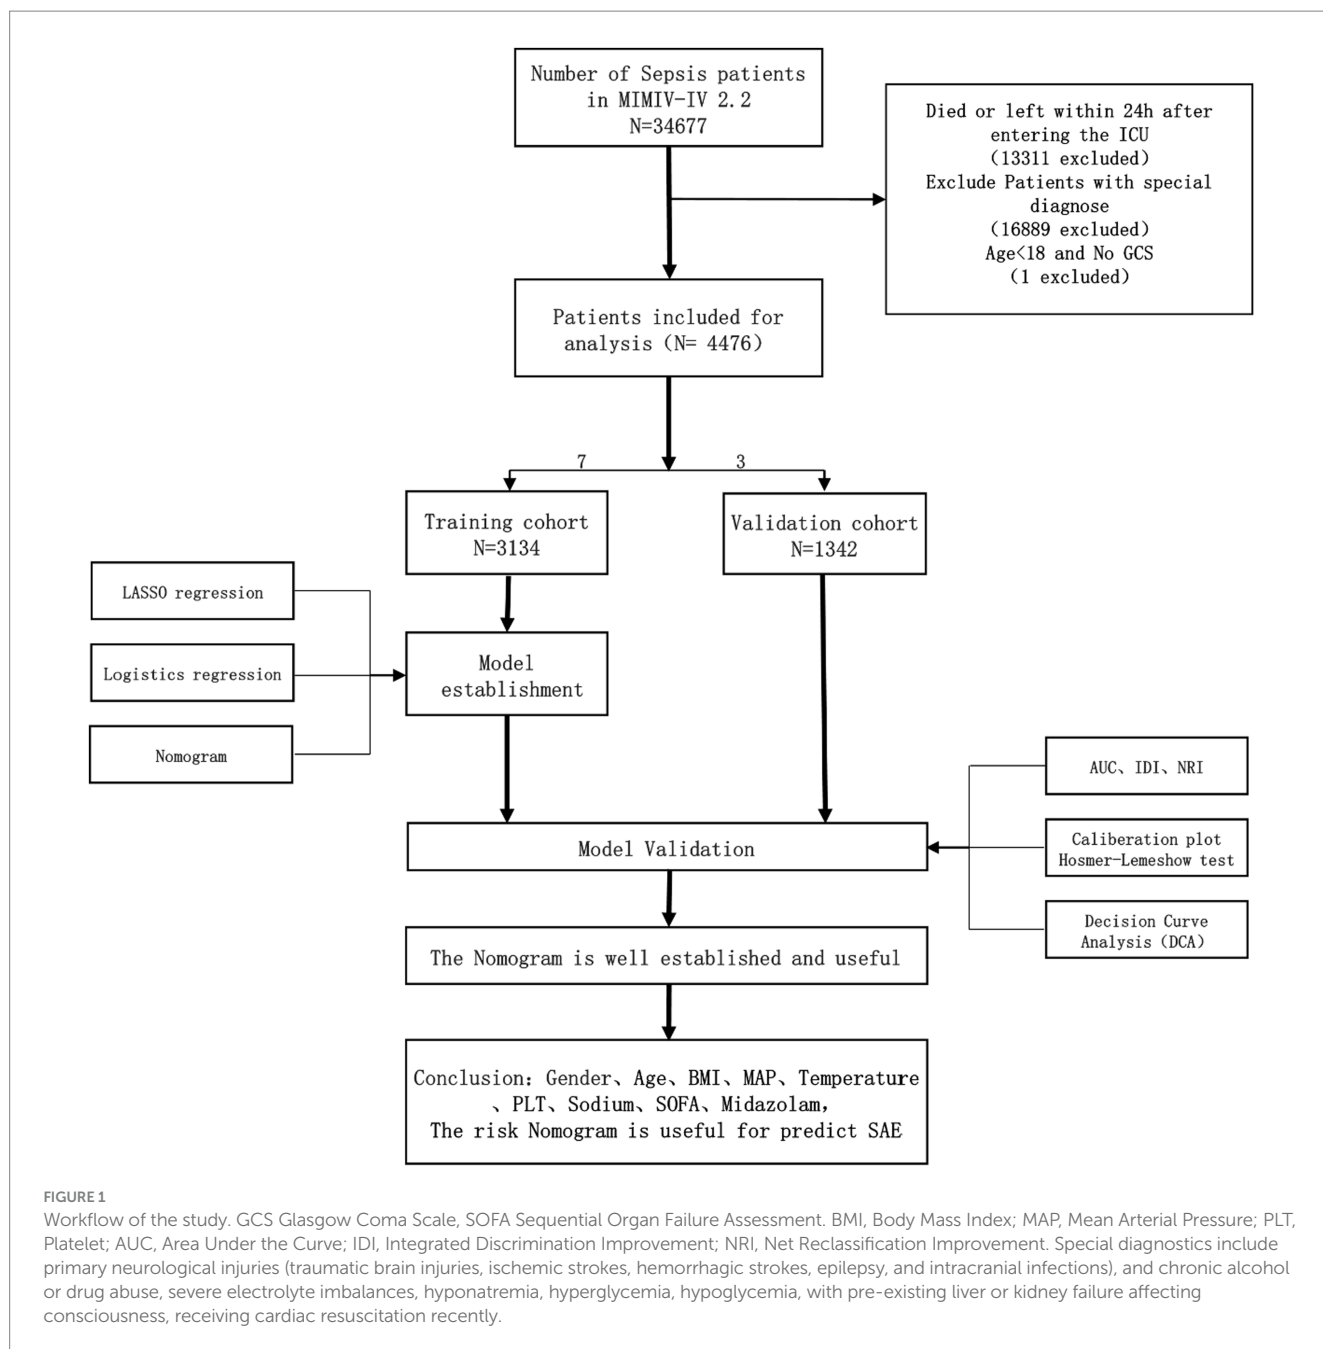 Number of Sepsis patients
in MIMIV-IV 2.2
N=34677
Died or left within 24h after
entering the ICU
(13311 excluded)
Exclude Patients with special
diagnose
(16889 excluded)
Age<18 and No GCS
(1 excluded)
Patients included for
analysis（N= 4476）
7
3
Training cohort
N=3134
Validation cohort
N=1342
LASSO regression
Logistics regression
Nomogram
Model
establishment
AUC、IDI、NRI
Caliberation plot
Hosmer-Lemeshow test
Decision Curve
Analysis（DCA）
Model Validation
The Nomogram is well established and useful
Conclusion：Gender、Age、BMI、MAP、Temperature
、PLT、Sodium、SOFA、Midazolam，
The risk Nomogram is useful for predict SAE
FIGURE 1
Workflow of the study. GCS Glasgow Coma Scale, SOFA Sequential Organ Failure Assessment. BMI, Body Mass Index; MAP, Mean Arterial Pressure; PLT,
Platelet; AUC, Area Under the Curve; IDI, Integrated Discrimination Improvement; NRI, Net Reclassification Improvement. Special diagnostics include
primary neurological injuries (traumatic brain injuries, ischemic strokes, hemorrhagic strokes, epilepsy, and intracranial infections), and chronic alcohol
or drug abuse, severe electrolyte imbalances, hyponatremia, hyperglycemia, hypoglycemia, with pre-existing liver or kidney failure affecting
consciousness, receiving cardiac resuscitation recently.